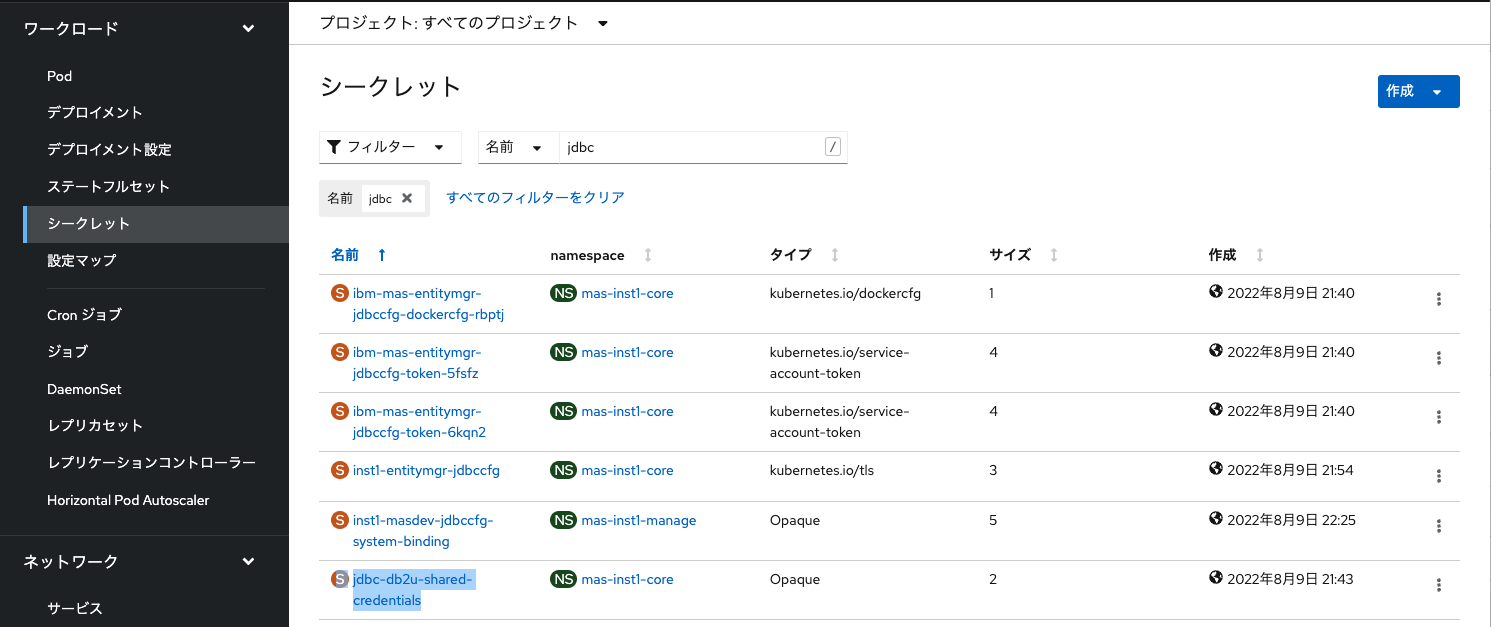 ワークロード
Pod
デプロイメント
デプロイメント設定
ステートフルセット
シークレット
設定マップ
Cron ジョブ
ジョブ
DaemonSet
レプリカセット
レプリケーションコントローラー
Horizontal Pod Autoscaler
ネットワーク
サービス
プロジェクト: すべてのプロジェクト
シークレット
作成
フィルター 名前 jdbc /
名前 jdbc すべてのフィルターをクリア
名前 namespace タイプ サイズ 作成
S ibm-mas-entitymgr- NS mas-inst1-core kubernetes.io/dockercfg 1 2022年8月9日 21:40
jdbccfg-dockercfg-rbptj
S ibm-mas-entitymgr- NS mas-inst1-core kubernetes.io/service- 4 2022年8月9日 21:40
jdbccfg-token-5fsfz account-token
S ibm-mas-entitymgr- NS mas-inst1-core kubernetes.io/service- 4 2022年8月9日 21:40
jdbccfg-token-6kqn2 account-token
S inst1-entitymgr-jdbccfg NS mas-inst1-core kubernetes.io/tls 3 2022年8月9日 21:54
S inst1-masdev-jdbccfg- NS mas-inst1-manage Opaque 5 2022年8月9日 22:25
system-binding
S jdbc-db2u-shared- NS mas-inst1-core Opaque 2 2022年8月9日 21:43
credentials